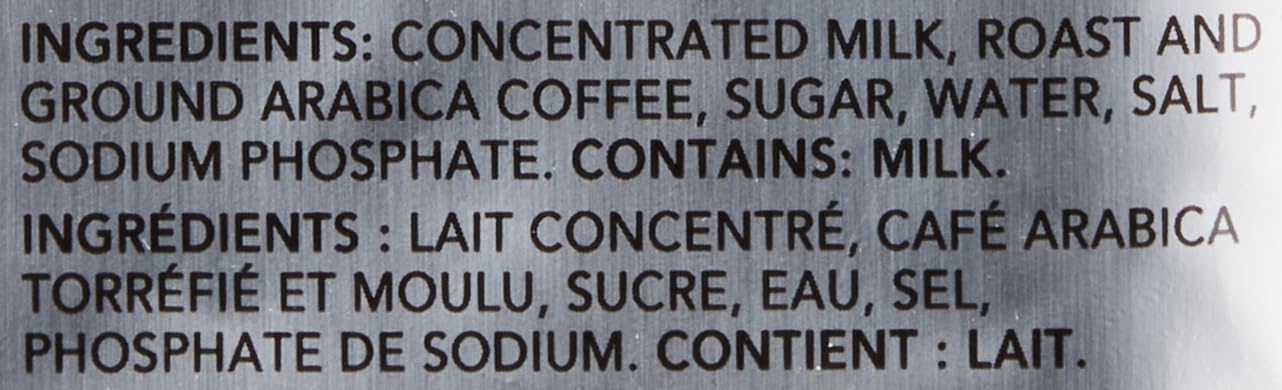 INGREDIENTS: CONCENTRATED MILK, ROAST AND
GROUND ARABICA COFFEE, SUGAR, WATER, SALT,
SODIUM PHOSPHATE. CONTAINS: MILK.
INGRÉDIENTS : LAIT CONCENTRÉ, CAFÉ ARABICA
TORRÉFIÉ ET MOULU, SUCRE, EAU, SEL,
PHOSPHATE DE SODIUM. CONTIENT : LAIT.